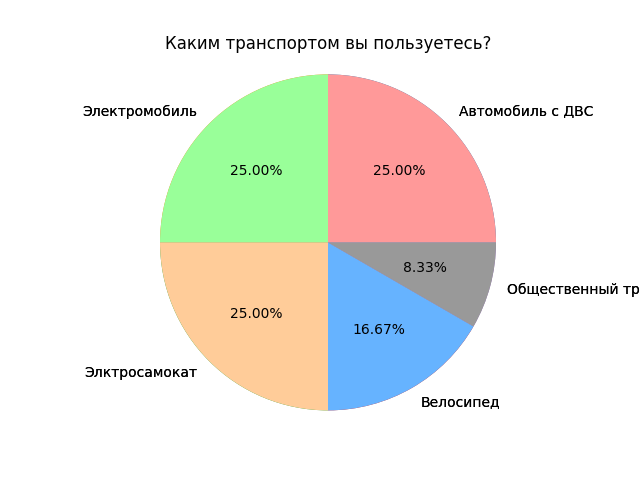 Каким транспортом вы пользуетесь?
Электромобиль
Автомобиль с ДВС
25.00%
25.00%
8.33%
Общественный тр
25.00%
16.67%
Элктросамокат
Велосипед